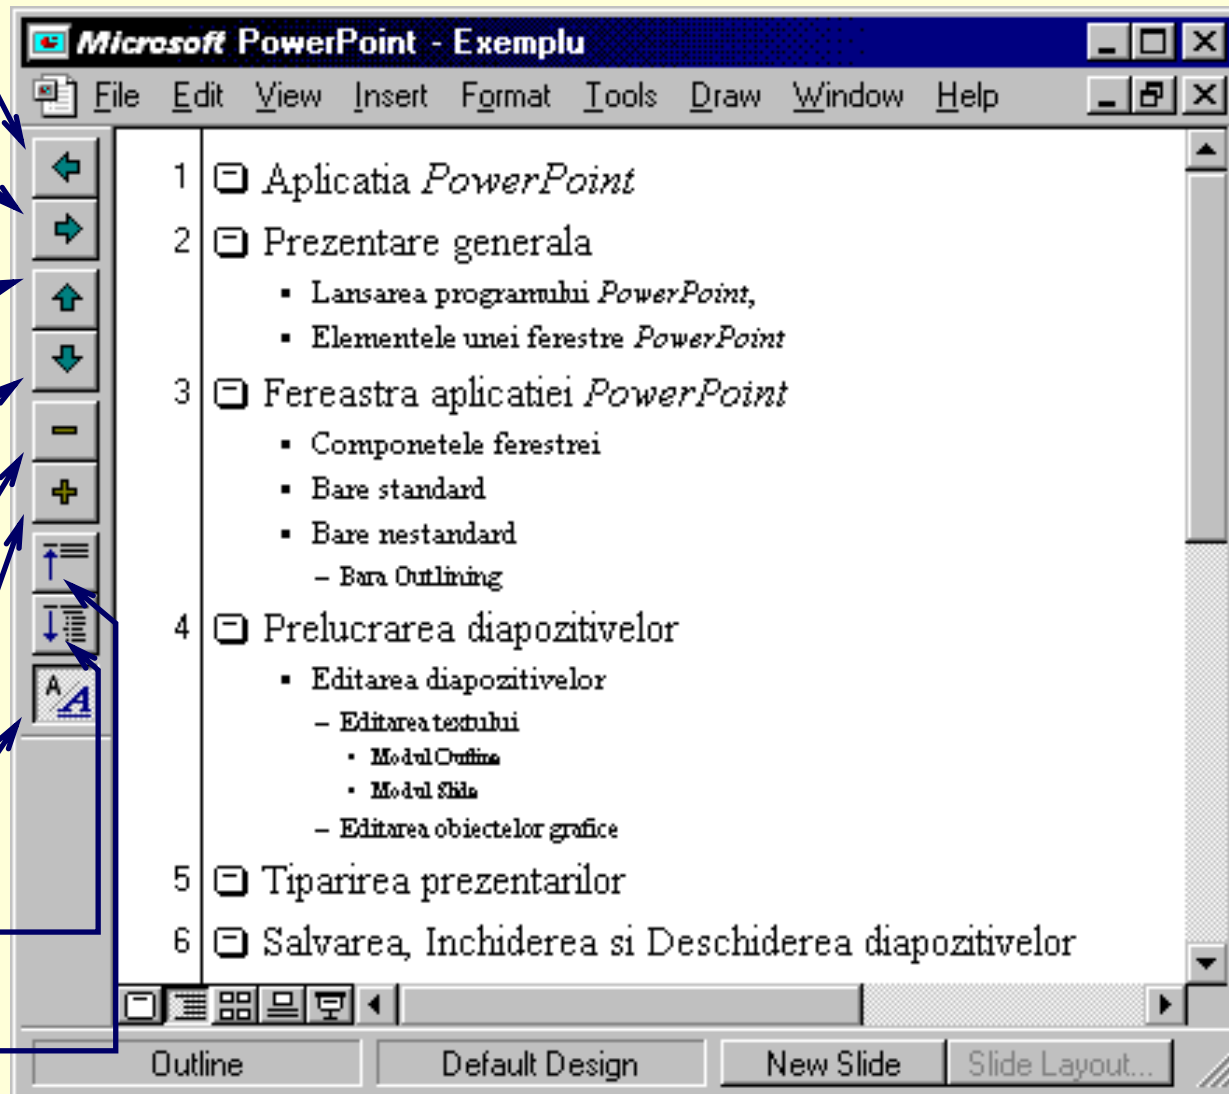 Microsoft PowerPoint - Exemplu
File Edit View Insert Format Tools Draw Window Help
1 Aplicatia PowerPoint
2 Prezentare generala
▪ Lansarea programului PowerPoint,
▪ Elementele unei ferestre PowerPoint
3 Fereastra aplicatiei PowerPoint
▪ Componetele ferestrei
▪ Bare standard
▪ Bare nestandard
– Bara Outlining
4 Prelucrarea diapozitivelor
▪ Editarea diapozitivelor
– Editarea textului
▪ Modul Outline
▪ Modul Slide
– Editarea obiectelor grafice
5 Tiparirea prezentarilor
6 Salvarea, Inchiderea si Deschiderea diapozitivelor
Outline Default Design New Slide Slide Layout...